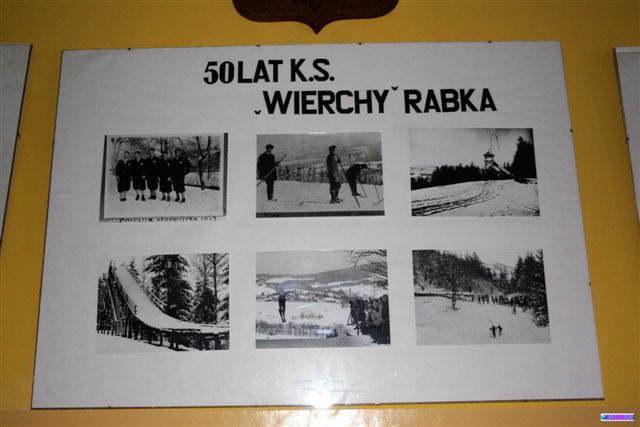 50 LAT K.S.
„WIERCHY” RABKA